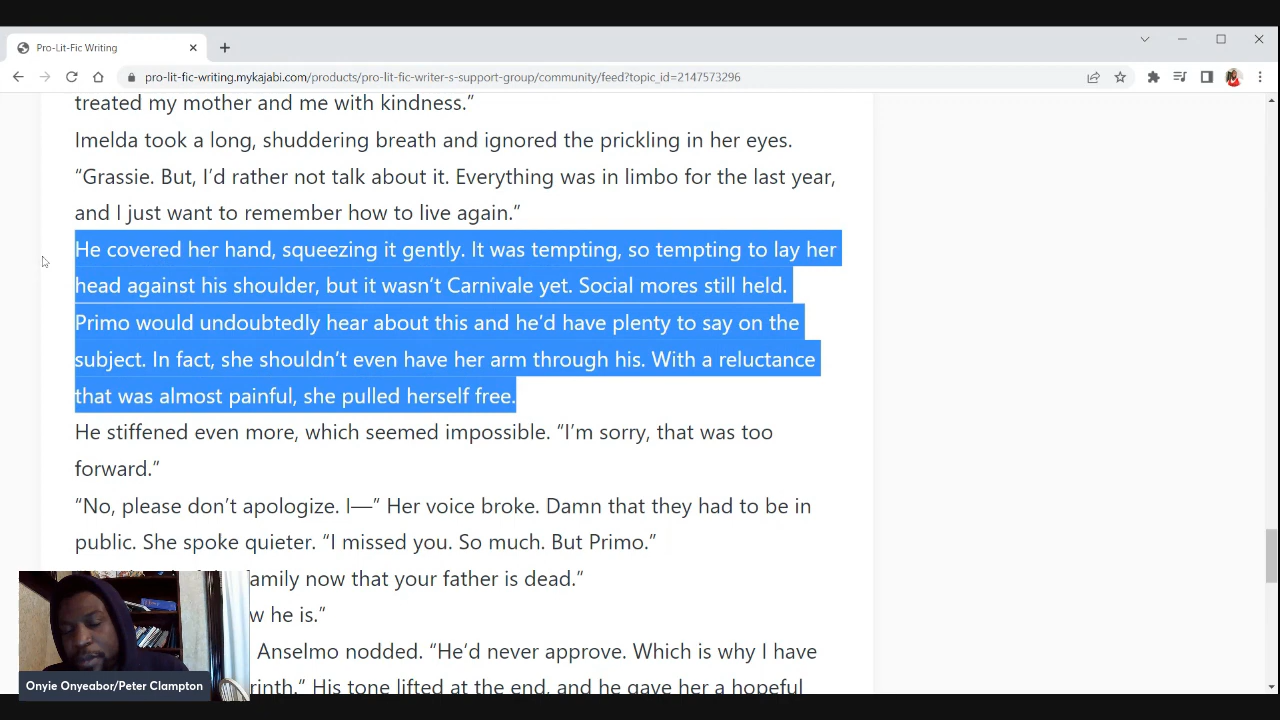 Pro-Lit-Fic Writing
pro-lit-fic-writing.mykajabi.com/products/pro-lit-fic-writer-s-support-group/community/feed?topic_id=2147573296
treated my mother and me with kindness.”
Imelda took a long, shuddering breath and ignored the prickling in her eyes.
“Grassie. But, I’d rather not talk about it. Everything was in limbo for the last year,
and I just want to remember how to live again.”
He covered her hand, squeezing it gently. It was tempting, so tempting to lay her
head against his shoulder, but it wasn’t Carnivale yet. Social mores still held.
Primo would undoubtedly hear about this and he’d have plenty to say on the
subject. In fact, she shouldn’t even have her arm through his. With a reluctance
that was almost painful, she pulled herself free.
He stiffened even more, which seemed impossible. “I’m sorry, that was too
forward.”
“No, please don’t apologize. I—” Her voice broke. Damn that they had to be in
public. She spoke quieter. “I missed you. So much. But Primo.”
family now that your father is dead.”
w he is.”
Anselmo nodded. “He’d never approve. Which is why I have
rinth.” His tone lifted at the end, and he gave her a hopeful
Onyie Onyeabor/Peter Clampton